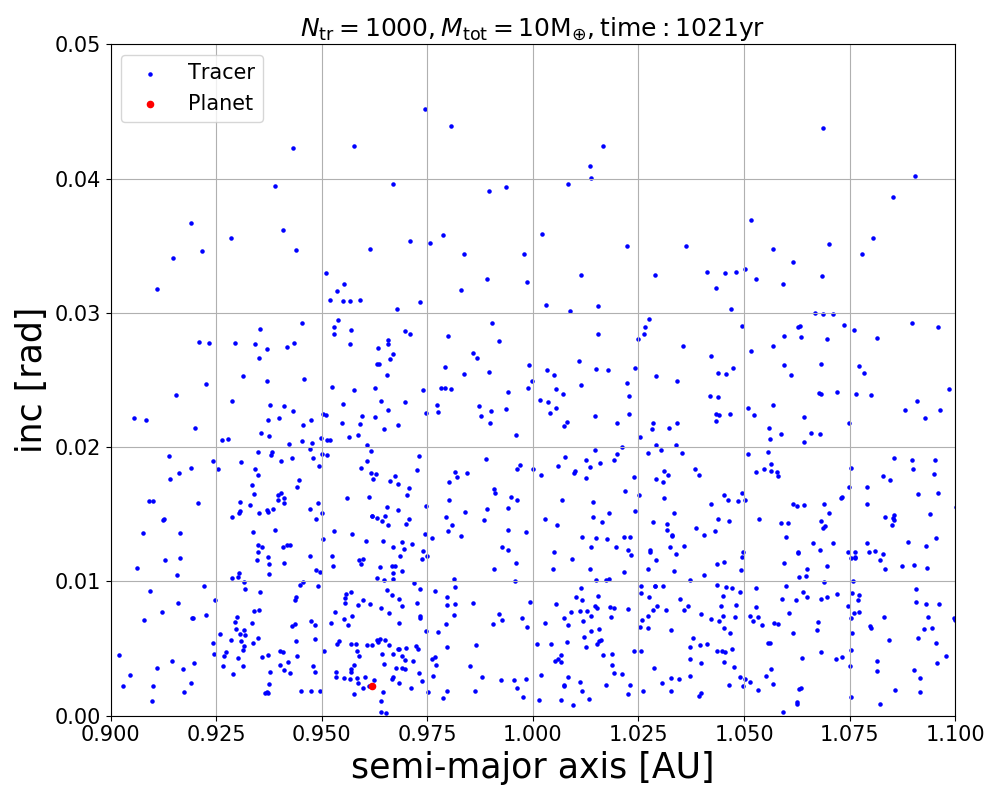 N_tr = 1000, M_tot = 10M_⊕, time : 1021yr
0.05
Tracer
Planet
0.04
0.03
0.02
0.01
0.00
inc [rad]
0.900 0.925 0.950 0.975 1.000 1.025 1.050 1.075 1.100
semi-major axis [AU]